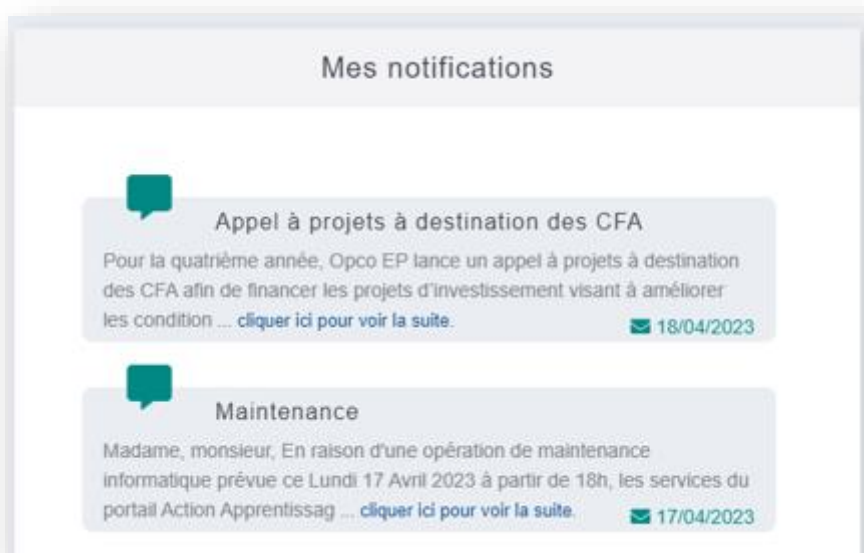 Mes notifications
Appel à projets à destination des CFA
Pour la quatrième année, Opco EP lance un appel à projets à destination
des CFA afin de financer les projets d'investissement visant à améliorer
les condition ... cliquer ici pour voir la suite.
18/04/2023
Maintenance
Madame, monsieur, En raison d'une opération de maintenance
informatique prévue ce Lundi 17 Avril 2023 à partir de 18h, les services du
portail Action Apprentissag ... cliquer ici pour voir la suite.
17/04/2023